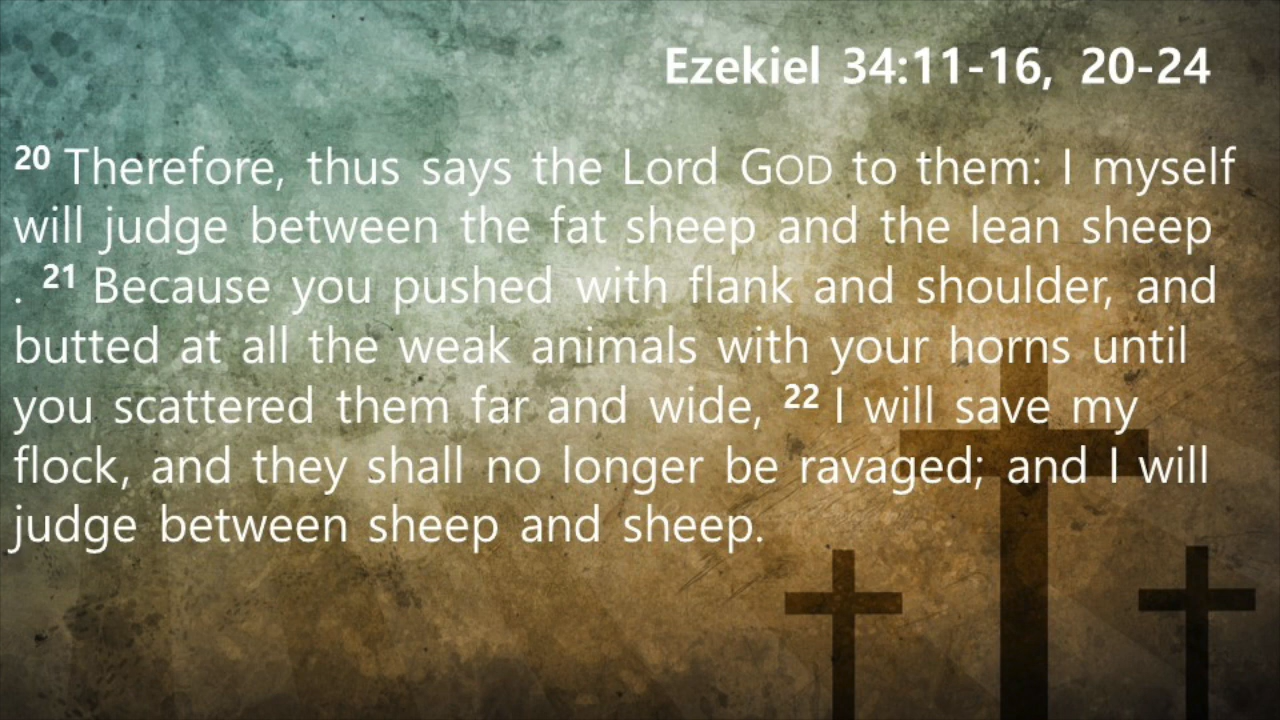 Ezekiel 34:11-16, 20-24
20 Therefore, thus says the Lord GOD to them: I myself
will judge between the fat sheep and the lean sheep
. 21 Because you pushed with flank and shoulder, and
butted at all the weak animals with your horns until
you scattered them far and wide, 22 I will save my
flock, and they shall no longer be ravaged; and I will
judge between sheep and sheep.